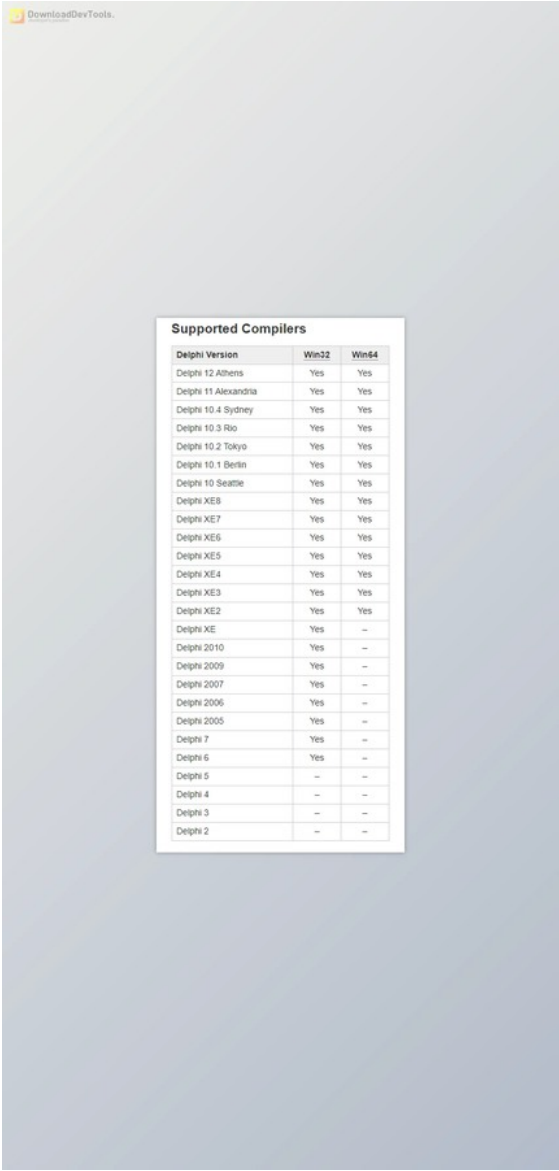 DownloadDevTools.
Supported Compilers
Delphi Version Win32 Win64
Delphi 12 Athens Yes Yes
Delphi 11 Alexandria Yes Yes
Delphi 10.4 Sydney Yes Yes
Delphi 10.3 Rio Yes Yes
Delphi 10.2 Tokyo Yes Yes
Delphi 10.1 Berlin Yes Yes
Delphi 10 Seattle Yes Yes
Delphi XE8 Yes Yes
Delphi XE7 Yes Yes
Delphi XE6 Yes Yes
Delphi XE5 Yes Yes
Delphi XE4 Yes Yes
Delphi XE3 Yes Yes
Delphi XE2 Yes Yes
Delphi XE Yes –
Delphi 2010 Yes –
Delphi 2009 Yes –
Delphi 2007 Yes –
Delphi 2006 Yes –
Delphi 2005 Yes –
Delphi 7 Yes –
Delphi 6 Yes –
Delphi 5 – –
Delphi 4 – –
Delphi 3 – –
Delphi 2 – –